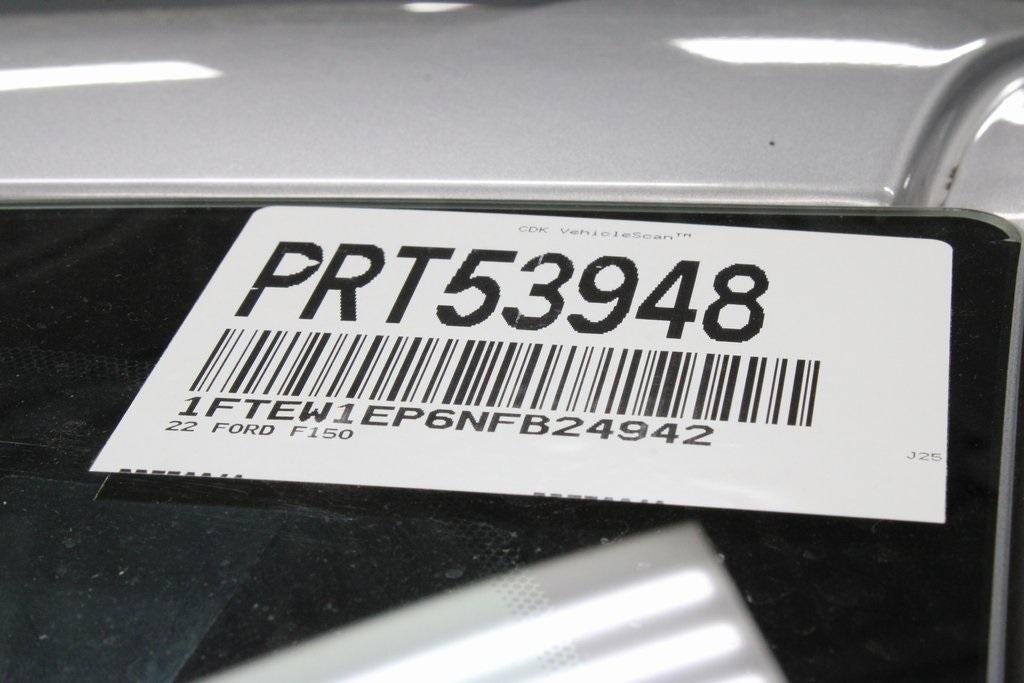 CDK VehicleScan™
PRT53948
1FTEW1EP6NFB24942
22 FORD F150
J25